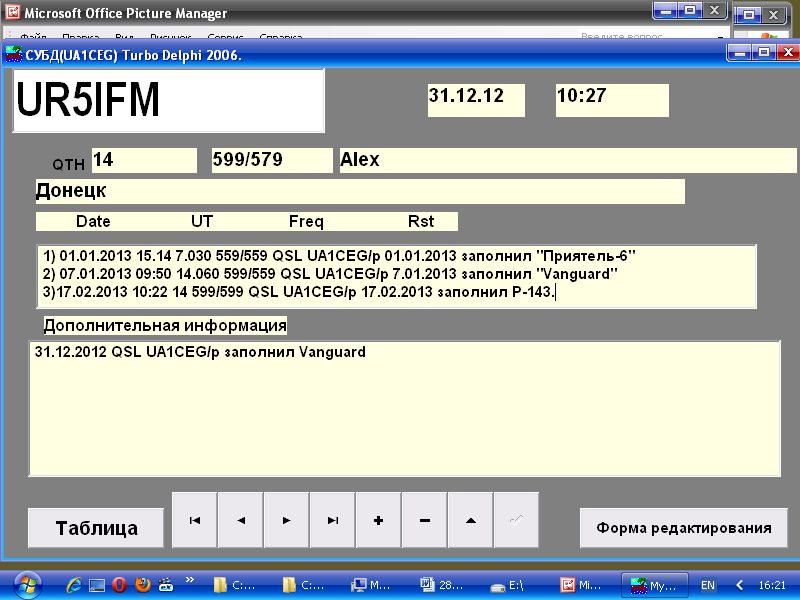 Microsoft Office Picture Manager
Файл Правка Вид Рисунок Сервис Справка Введите вопрос
СУБД(UA1CEG) Turbo Delphi 2006.
UR5IFM 31.12.12 10:27
QTH 14 599/579 Alex
Донецк
Date UT Freq Rst
1) 01.01.2013 15.14 7.030 559/559 QSL UA1CEG/p 01.01.2013 заполнил "Приятель-6"
2) 07.01.2013 09:50 14.060 599/559 QSL UA1CEG/p 7.01.2013 заполнил "Vanguard"
3)17.02.2013 10:22 14 599/599 QSL UA1CEG/p 17.02.2013 заполнил Р-143.
Дополнительная информация
31.12.2012 QSL UA1CEG/p заполнил Vanguard
Таблица Форма редактирования
» C:... C:... M... 28... E:\ Mi... My... EN 16:21